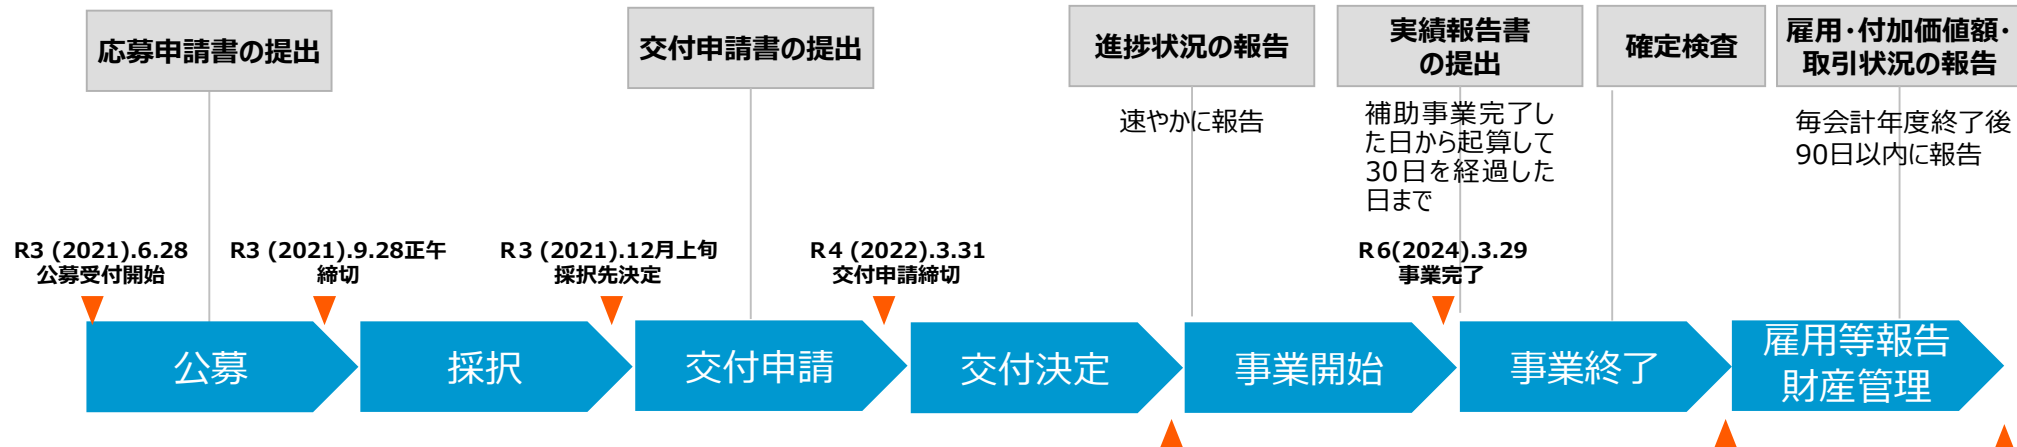 応募申請書の提出
交付申請書の提出
進捗状況の報告
速やかに報告
実績報告書
の提出
補助事業完了し
た日から起算して
30日を経過した
日まで
確定検査
雇用･付加価値額･
取引状況の報告
毎会計年度終了後
90日以内に報告
R3 (2021).6.28
公募受付開始
R3 (2021).9.28正午
締切
R3 (2021).12月上旬
採択先決定
R4 (2022).3.31
交付申請締切
R6(2024).3.29
事業完了
公募
採択
交付申請
交付決定
事業開始
事業終了
雇用等報告
財産管理